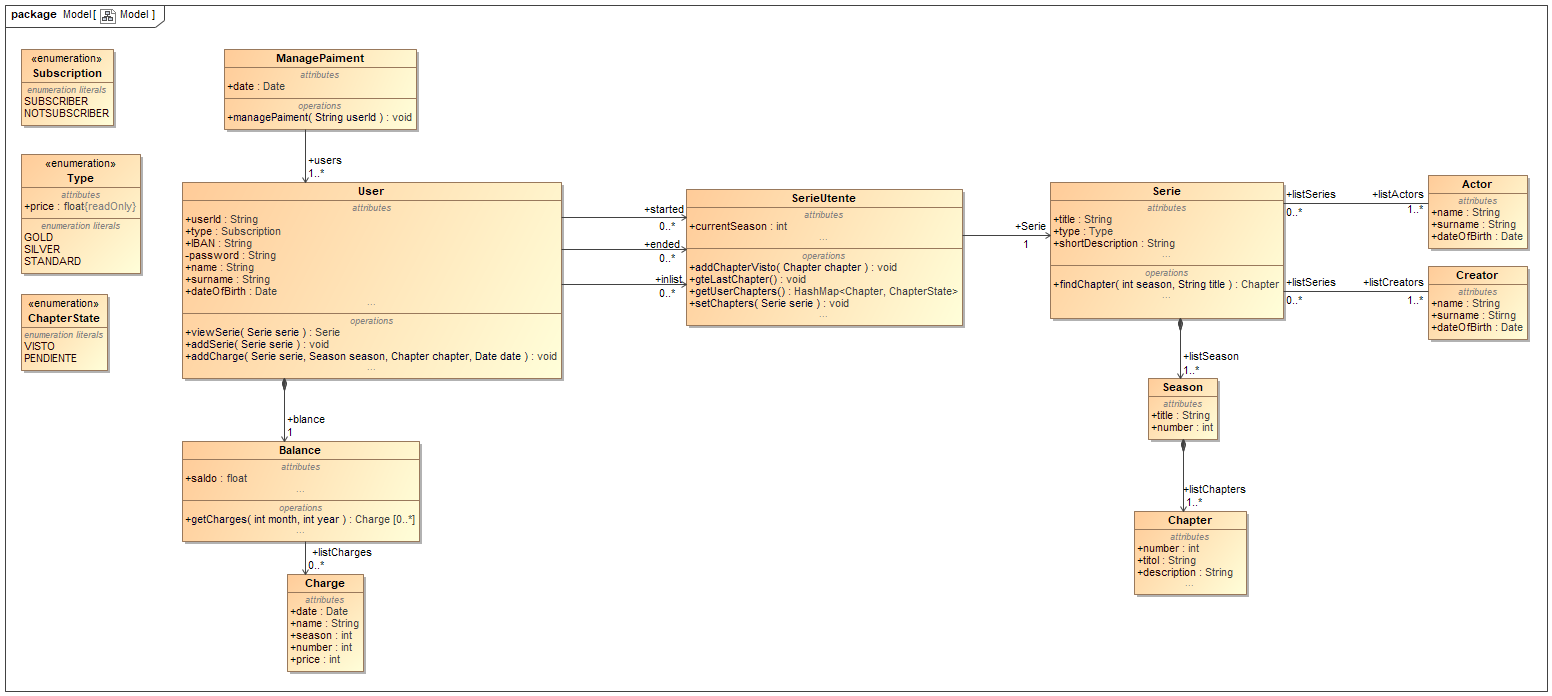 package Model[ Model ]
«enumeration»
Subscription
enumeration literals
SUBSCRIBER
NOTSUBSCRIBER
«enumeration»
Type
attributes
+price : float{readOnly}
enumeration literals
GOLD
SILVER
STANDARD
«enumeration»
ChapterState
enumeration literals
VISTO
PENDIENTE
ManagePaiment
attributes
+date : Date
operations
+managePaiment( String userId ) : void
+users
1..*
User
attributes
+userId : String
+type : Subscription
+IBAN : String
-password : String
+name : String
+surname : String
+dateOfBirth : Date
...
operations
+viewSerie( Serie serie ) : Serie
+addSerie( Serie serie ) : void
+addCharge( Serie serie, Season season, Chapter chapter, Date date ) : void
...
+blance
1
Balance
attributes
+saldo : float
...
operations
+getCharges( int month, int year ) : Charge [0..*]
...
+listCharges
0..*
Charge
attributes
+date : Date
+name : String
+season : int
+number : int
+price : int
+started
0..*
+ended
0..*
+inlist
0..*
SerieUtente
attributes
+currentSeason : int
...
operations
+addChapterVisto( Chapter chapter ) : void
+gteLastChapter() : void
+getUserChapters() : HashMap<Chapter, ChapterState>
+setChapters( Serie serie ) : void
...
+Serie
1
Serie
attributes
+title : String
+type : Type
+shortDescription : String
...
operations
+findChapter( int season, String title ) : Chapter
...
+listSeries
0..*
+listActors
1..*
Actor
attributes
+name : String
+surname : String
+dateOfBirth : Date
+listSeries
0..*
+listCreators
1..*
Creator
attributes
+name : String
+surname : Stirng
+dateOfBirth : Date
+listSeason
1..*
Season
attributes
+title : String
+number : int
+listChapters
1..*
Chapter
attributes
+number : int
+titol : String
+description : String
...